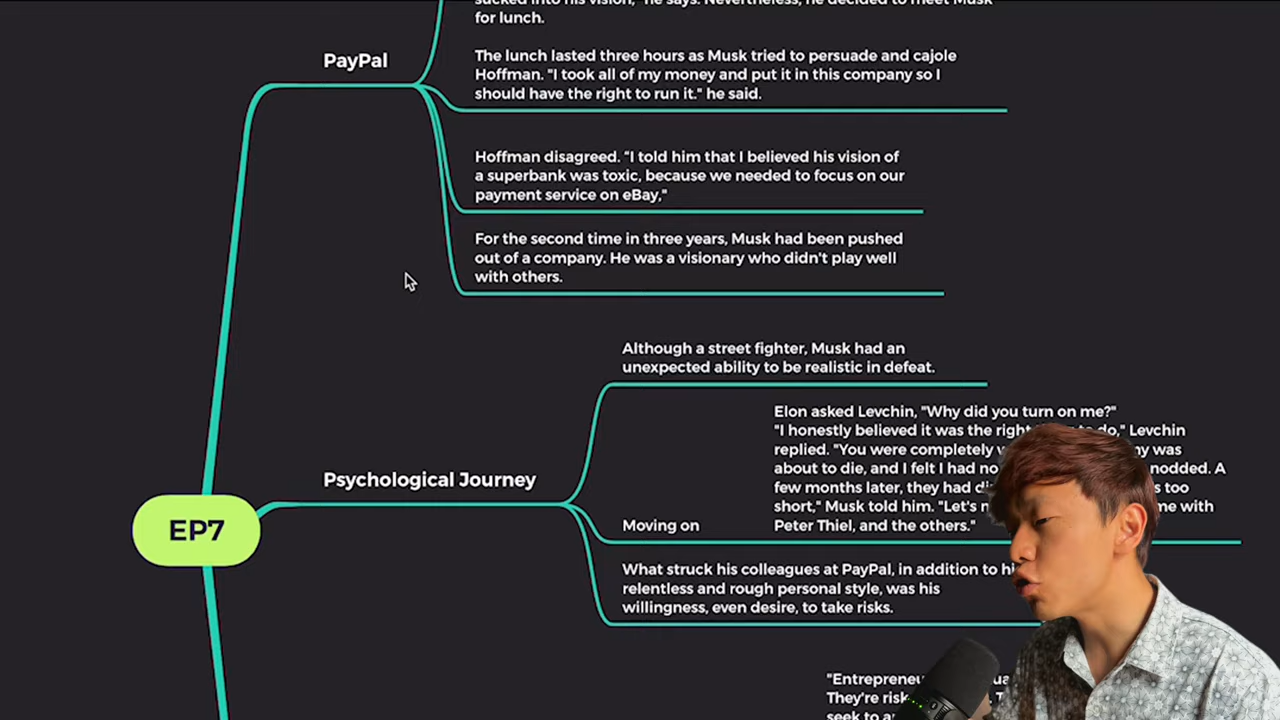 sucked into his vision," he says. Nevertheless, he decided to meet Musk
for lunch.
PayPal
The lunch lasted three hours as Musk tried to persuade and cajole
Hoffman. "I took all of my money and put it in this company so I
should have the right to run it." he said.
Hoffman disagreed. "I told him that I believed his vision of
a superbank was toxic, because we needed to focus on our
payment service on eBay,"
For the second time in three years, Musk had been pushed
out of a company. He was a visionary who didn't play well
with others.
Although a street fighter, Musk had an
unexpected ability to be realistic in defeat.
Psychological Journey
Moving on
Elon asked Levchin, "Why did you turn on me?"
"I honestly believed it was the right do," Levchin
replied. "You were completely was
about to die, and I felt I had no nodded. A
few months later, they had too
short," Musk told him. "Let's with
Peter Thiel, and the others."
What struck his colleagues at PayPal, in addition to
relentless and rough personal style, was his
willingness, even desire, to take risks.
EP7
They're
seek to